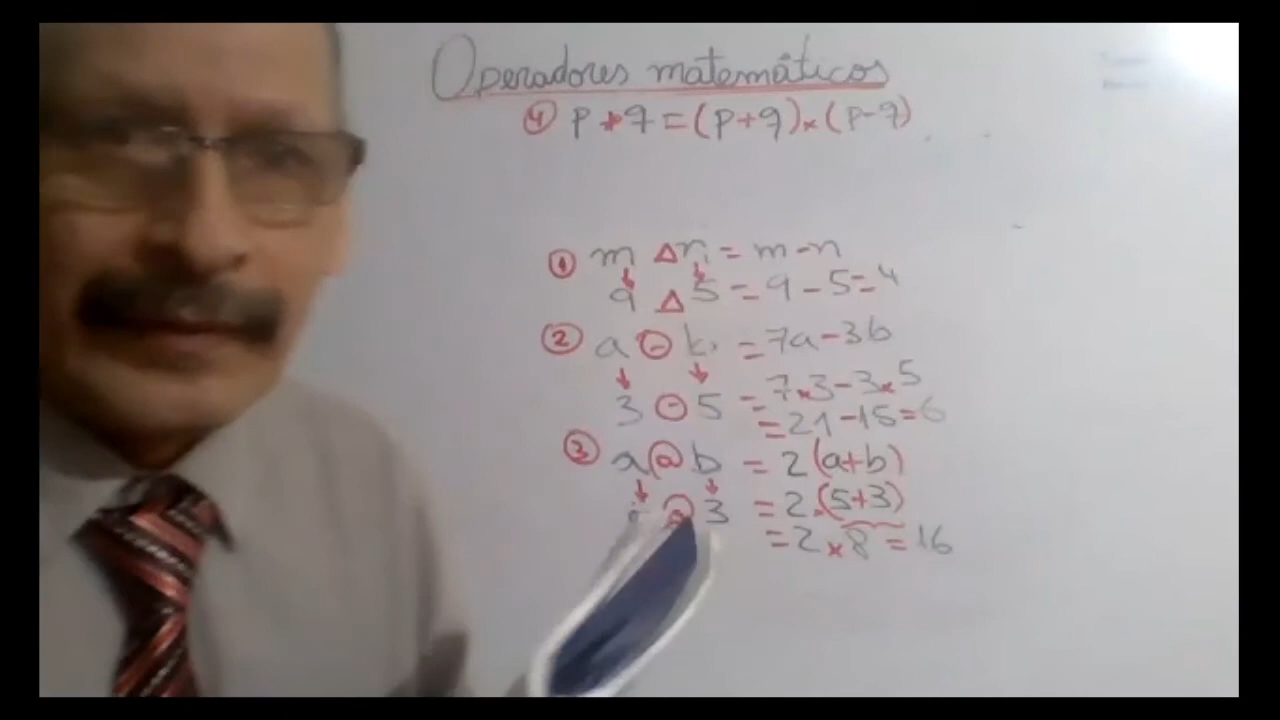 Operadores matemáticos
④ p * q = (p+q)×(p-q)
① m Δ n = m-n
9 Δ 5 = 9-5=4
② a ⊖ b = 7a-3b
3 ⊖ 5 = 7×3-3×5
=21-15=6
③ a @ b = 2(a+b)
@ 3 = 2.(5+3)
=2×8=16